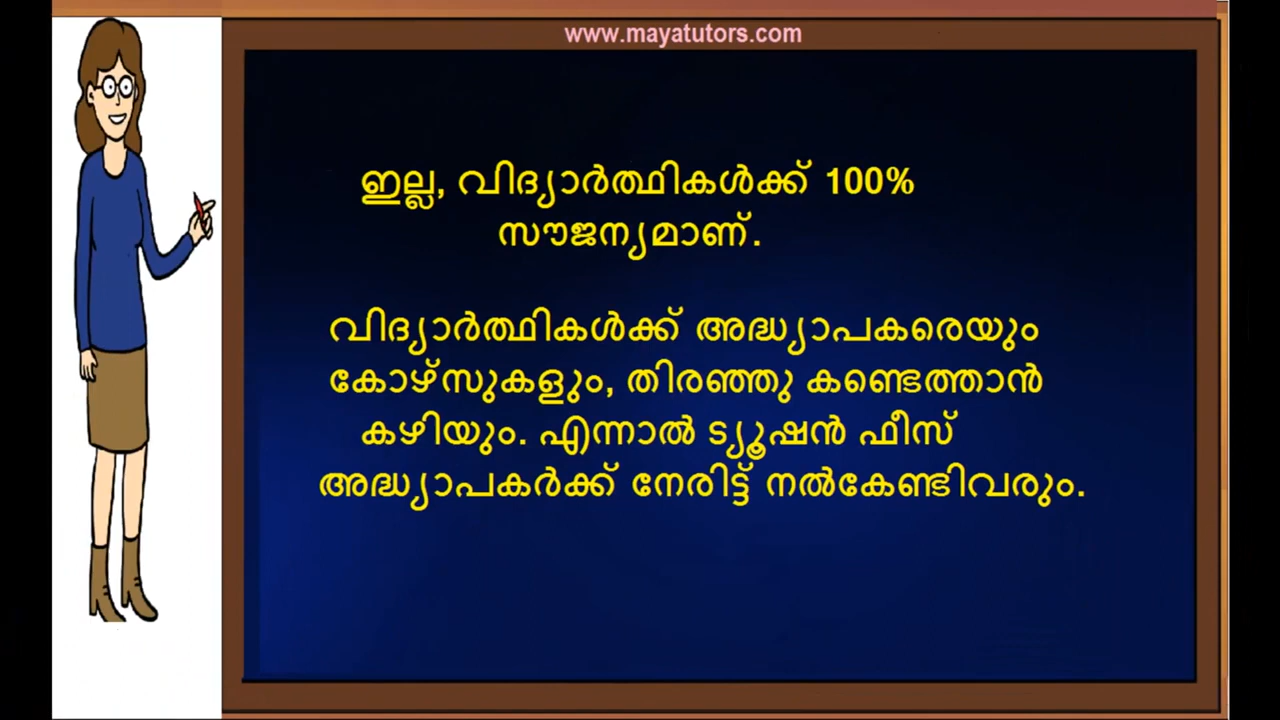 www.mayatutors.com
ഇല്ല, വിദ്യാർത്ഥികൾക്ക് 100%
സൗജന്യമാണ്.
വിദ്യാർത്ഥികൾക്ക് അദ്ധ്യാപകരെയും
കോഴ്സുകളും, തിരഞ്ഞു കണ്ടെത്താൻ
കഴിയും. എന്നാൽ ട്യൂഷൻ ഫീസ്
അദ്ധ്യാപകർക്ക് നേരിട്ട് നൽകേണ്ടിവരും.